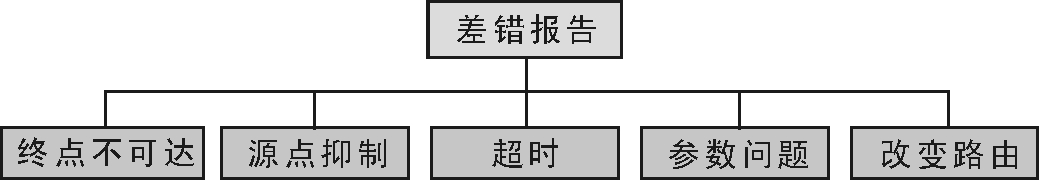 差错报告
终点不可达
源点抑制
超时
参数问题
改变路由